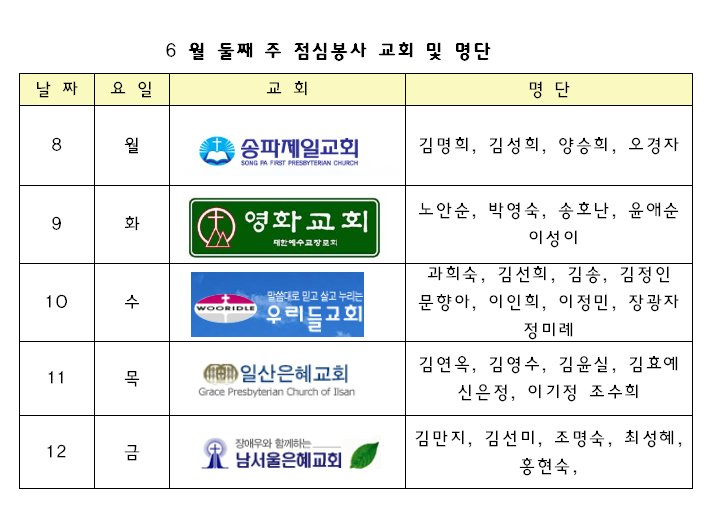 6 월 둘째 주 점심봉사 교회 및 명단
날 짜 요 일 교 회 명 단
8 월 송파제일교회 김명희, 김성희, 양승희, 오경자
SONG PA FIRST PRESBYTERIAN CHURCH
9 화 영화교회 노안순, 박영숙, 송호난, 윤애순
대한예수교장로회 이성이
10 수 말씀대로 믿고 살고 누리는 과희숙, 김선희, 김송, 김정인
WOORIDLE 우리들교회 문향아, 이인희, 이정민, 장광자
정미례
11 목 일산은혜교회 김연옥, 김영수, 김윤실, 김효예
Grace Presbyterian Church of Ilsan 신은정, 이기정 조수희
12 금 장애우와 함께하는 김만지, 김선미, 조명숙, 최성혜,
남서울은혜교회 홍현숙,